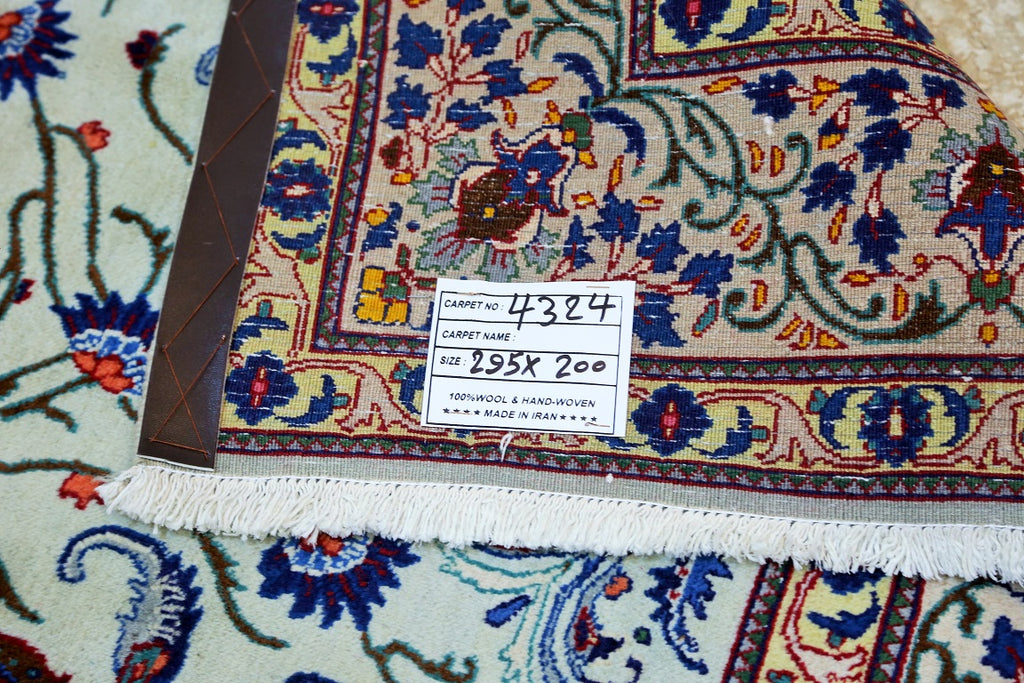 CARPET NO : 4324
CARPET NAME :
SIZE : 295X 200
100%WOOL & HAND-WOVEN
★★★★ MADE IN IRAN ★★★★